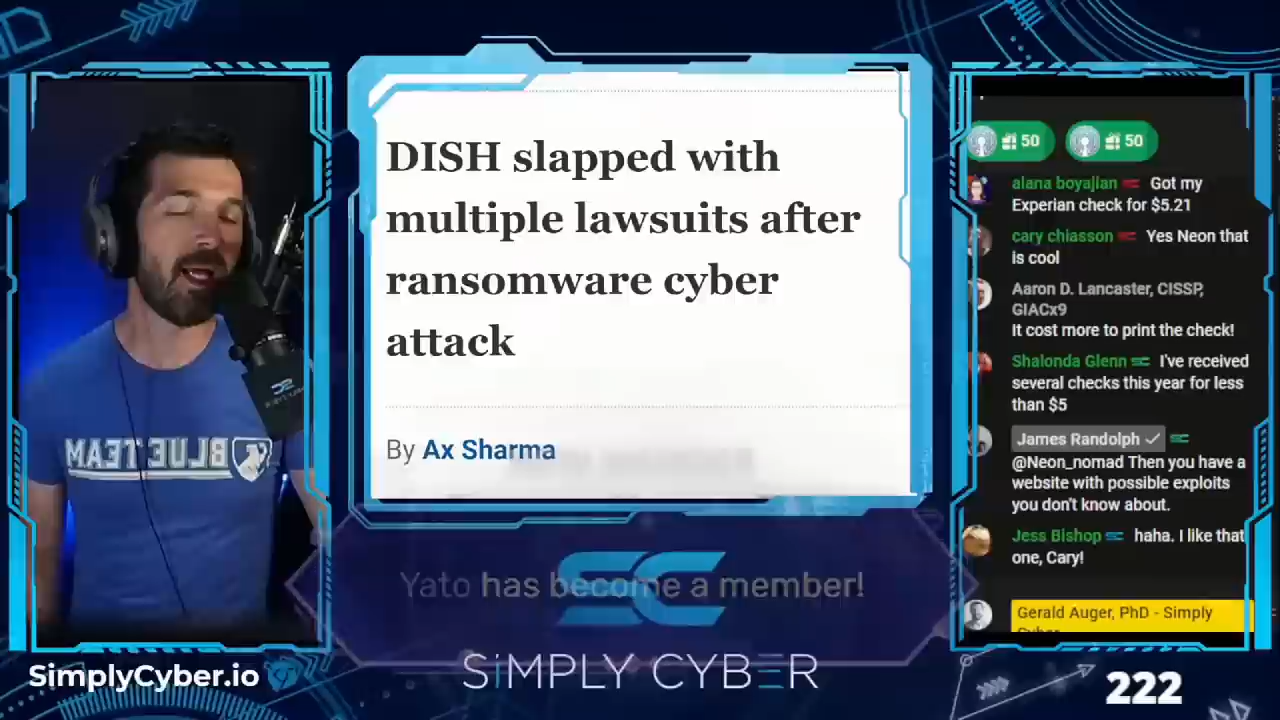 BLUE TEAM
SimplyCyber.io
DISH slapped with
multiple lawsuits after
ransomware cyber
attack
By Ax Sharma
Yato has become a member!
SC
SiMPLY CYBER
50
50
alana boyajian Got my
Experian check for $5.21
cary chiasson Yes Neon that
is cool
Aaron D. Lancaster, CISSP,
GIACx9
It cost more to print the check!
Shalonda Glenn I've received
several checks this year for less
than $5
James Randolph
@Neon_nomad Then you have a
website with possible exploits
you don't know about.
Jess Bishop haha. I like that
one, Cary!
Gerald Auger, PhD - Simply
Cyber
222